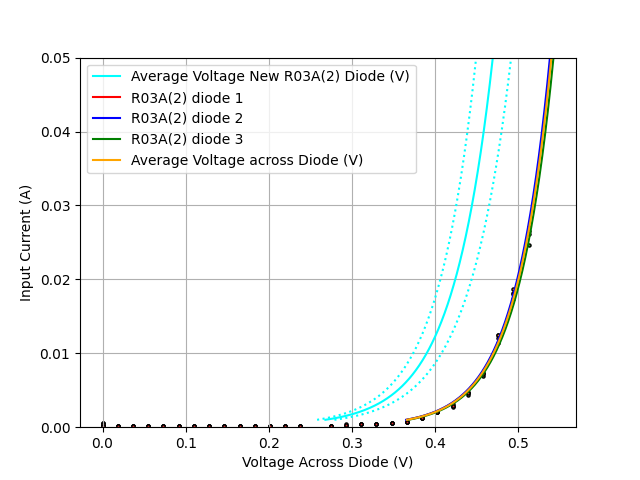 0.05
0.04
0.03
0.02
0.01
0.00
Input Current (A)
Average Voltage New R03A(2) Diode (V)
R03A(2) diode 1
R03A(2) diode 2
R03A(2) diode 3
Average Voltage across Diode (V)
0.0 0.1 0.2 0.3 0.4 0.5
Voltage Across Diode (V)